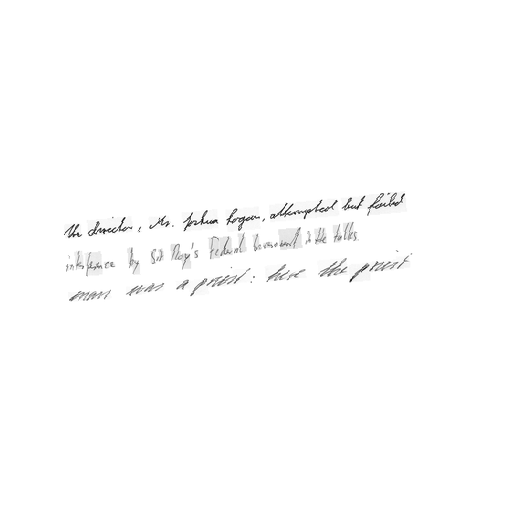 the director, Mr. Joshua Logan, attempted but failed
interference by Sir Roy's Federal Government in the talks.
man was a priest: here the priest